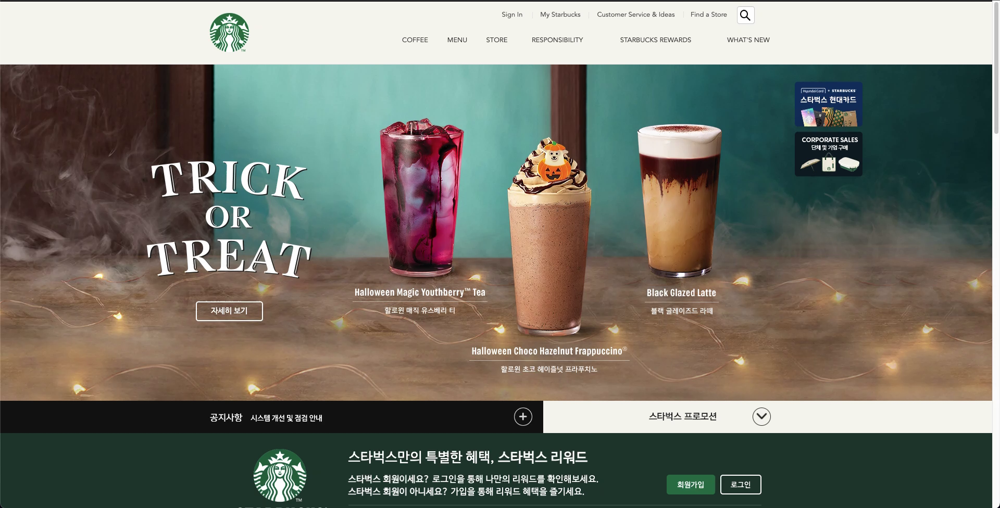 Sign In
My Starbucks
Customer Service & Ideas
Find a Store
COFFEE
MENU
STORE
RESPONSIBILITY
STARBUCKS REWARDS
WHAT'S NEW
TM
HyundaiCard + STARBUCKS
스타벅스 현대카드
CORPORATE SALES
단체 및 기업 구매
TRICK
OR
TREAT
자세히 보기
Halloween Magic Youthberry™ Tea
할로윈 매직 유스베리 티
Black Glazed Latte
블랙 글레이즈드 라떼
Halloween Choco Hazelnut Frappuccino®
할로윈 초코 헤이즐넛 프라푸치노
공지사항 시스템 개선 및 점검 안내
스타벅스 프로모션
스타벅스만의 특별한 혜택, 스타벅스 리워드
스타벅스 회원이세요? 로그인을 통해 나만의 리워드를 확인해보세요.
스타벅스 회원이 아니세요? 가입을 통해 리워드 혜택을 즐기세요.
회원가입
로그인
TM